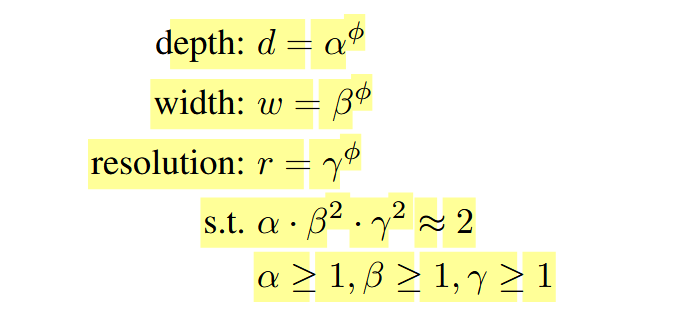 depth: d = α^ϕ
width: w = β^ϕ
resolution: r = γ^ϕ
s.t. α · β² · γ² ≈ 2
α ≥ 1, β ≥ 1, γ ≥ 1